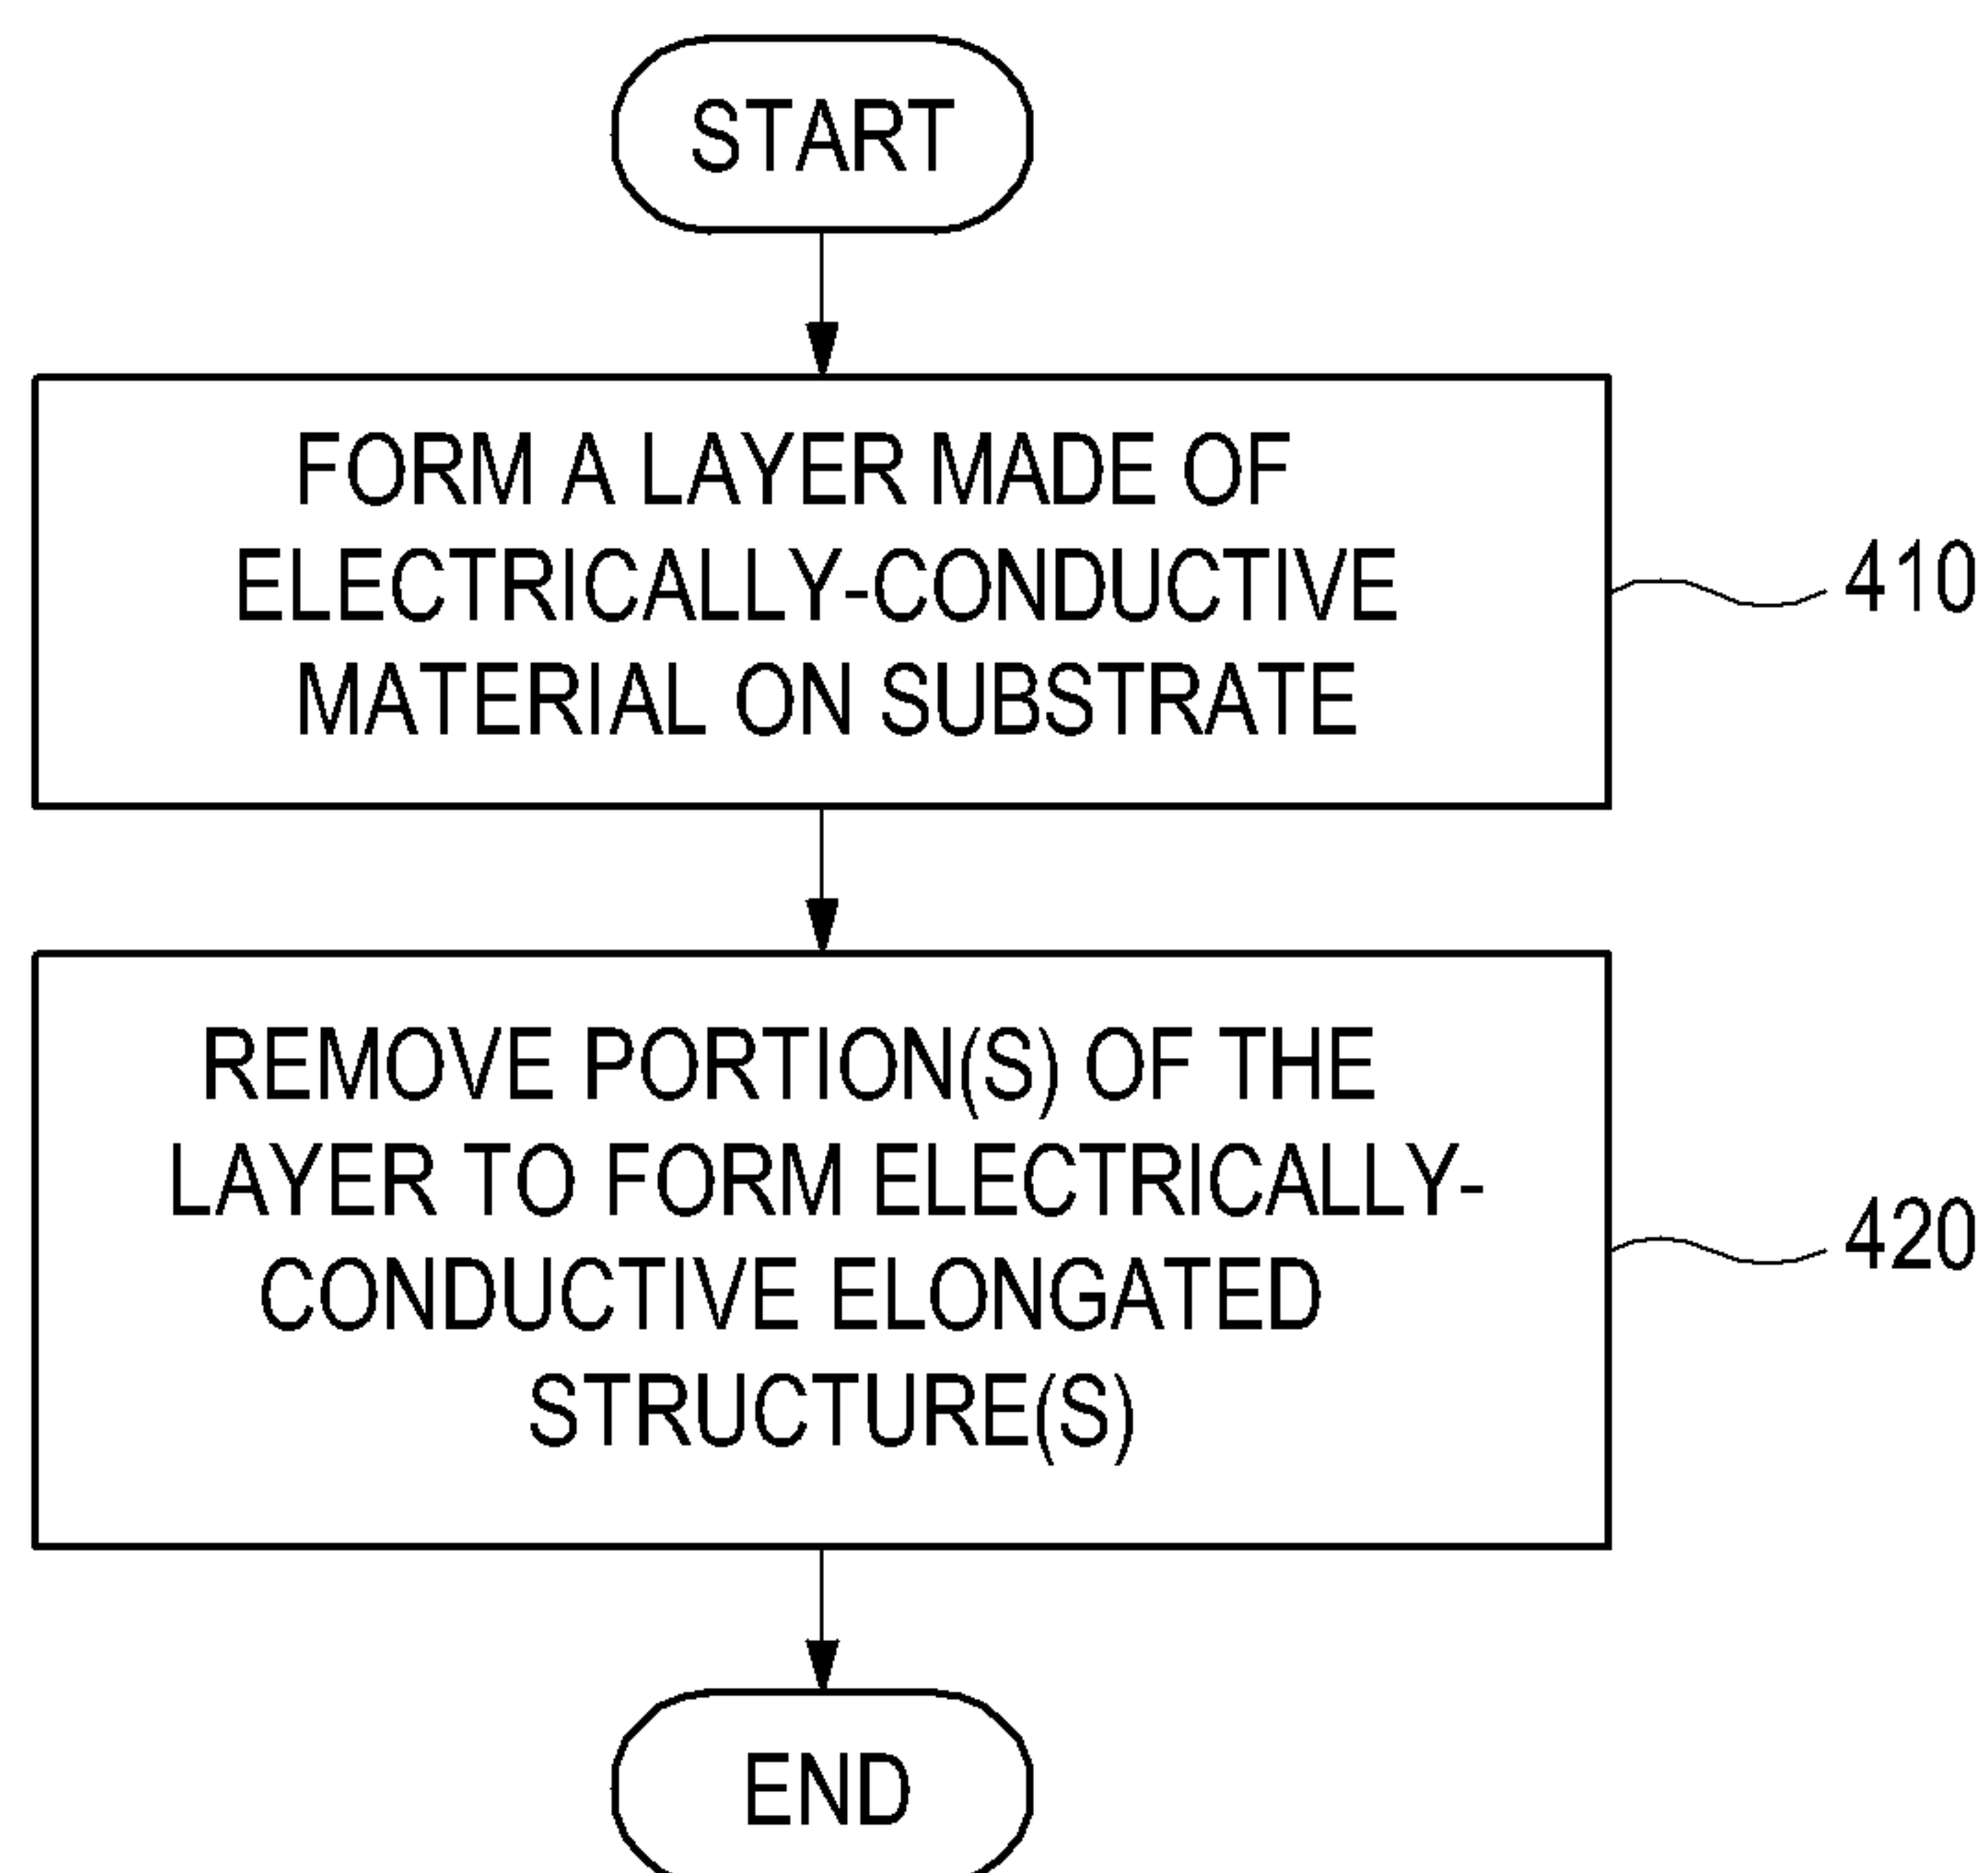 START
FORM A LAYER MADE OF
ELECTRICALLY-CONDUCTIVE
MATERIAL ON SUBSTRATE
410
REMOVE PORTION(S) OF THE
LAYER TO FORM ELECTRICALLY-
CONDUCTIVE ELONGATED
STRUCTURE(S)
420
END